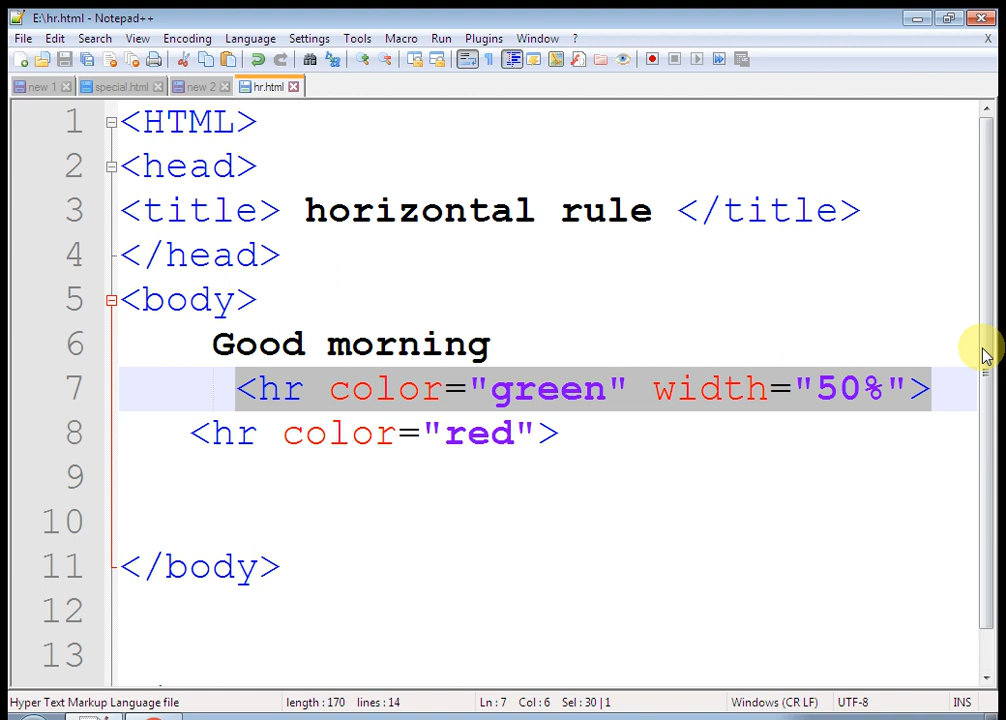 E:\hr.html - Notepad++
File Edit Search View Encoding Language Settings Tools Macro Run Plugins Window ? X
new 1 special.html new 2 hr.html
1 <HTML>
2 <head>
3 <title> horizontal rule </title>
4 </head>
5 <body>
6 Good morning
7 <hr color="green" width="50%">
8 <hr color="red">
9
10
11 </body>
12
13
Hyper Text Markup Language file length : 170 lines : 14 Ln : 7 Col : 6 Sel : 30 | 1 Windows (CR LF) UTF-8 INS